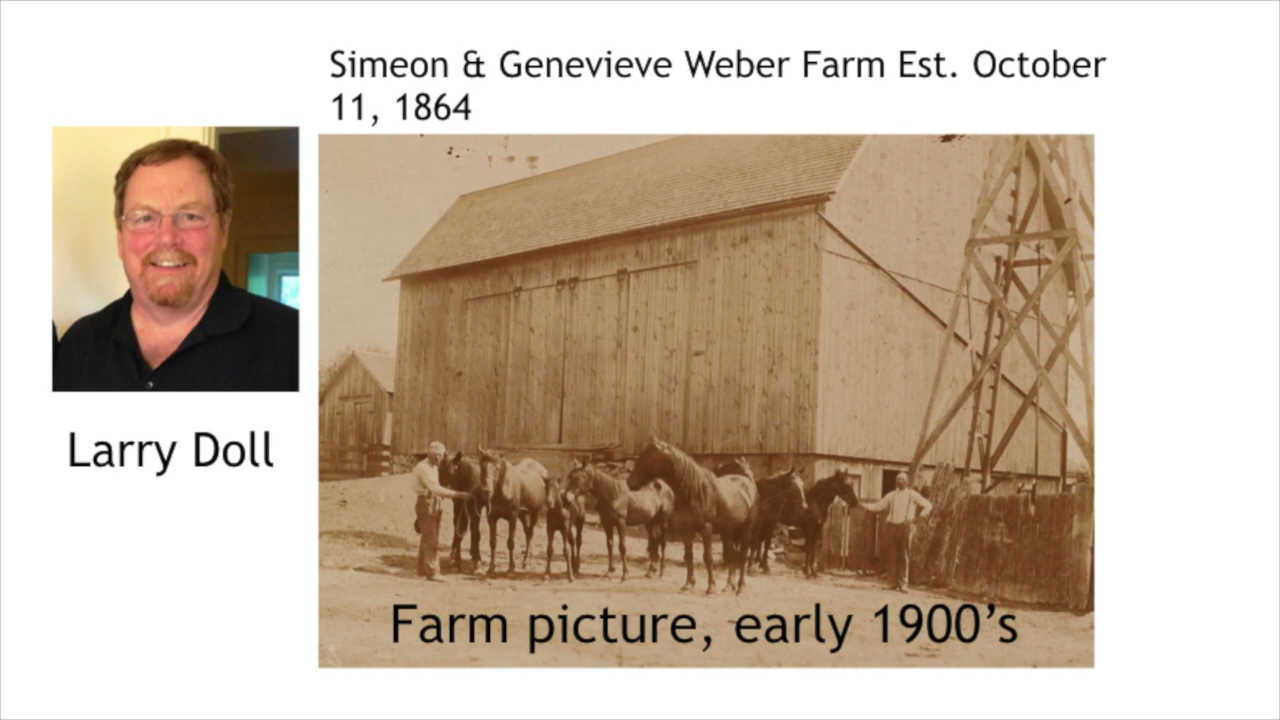 Simeon & Genevieve Weber Farm Est. October
11, 1864
Larry Doll
Farm picture, early 1900’s